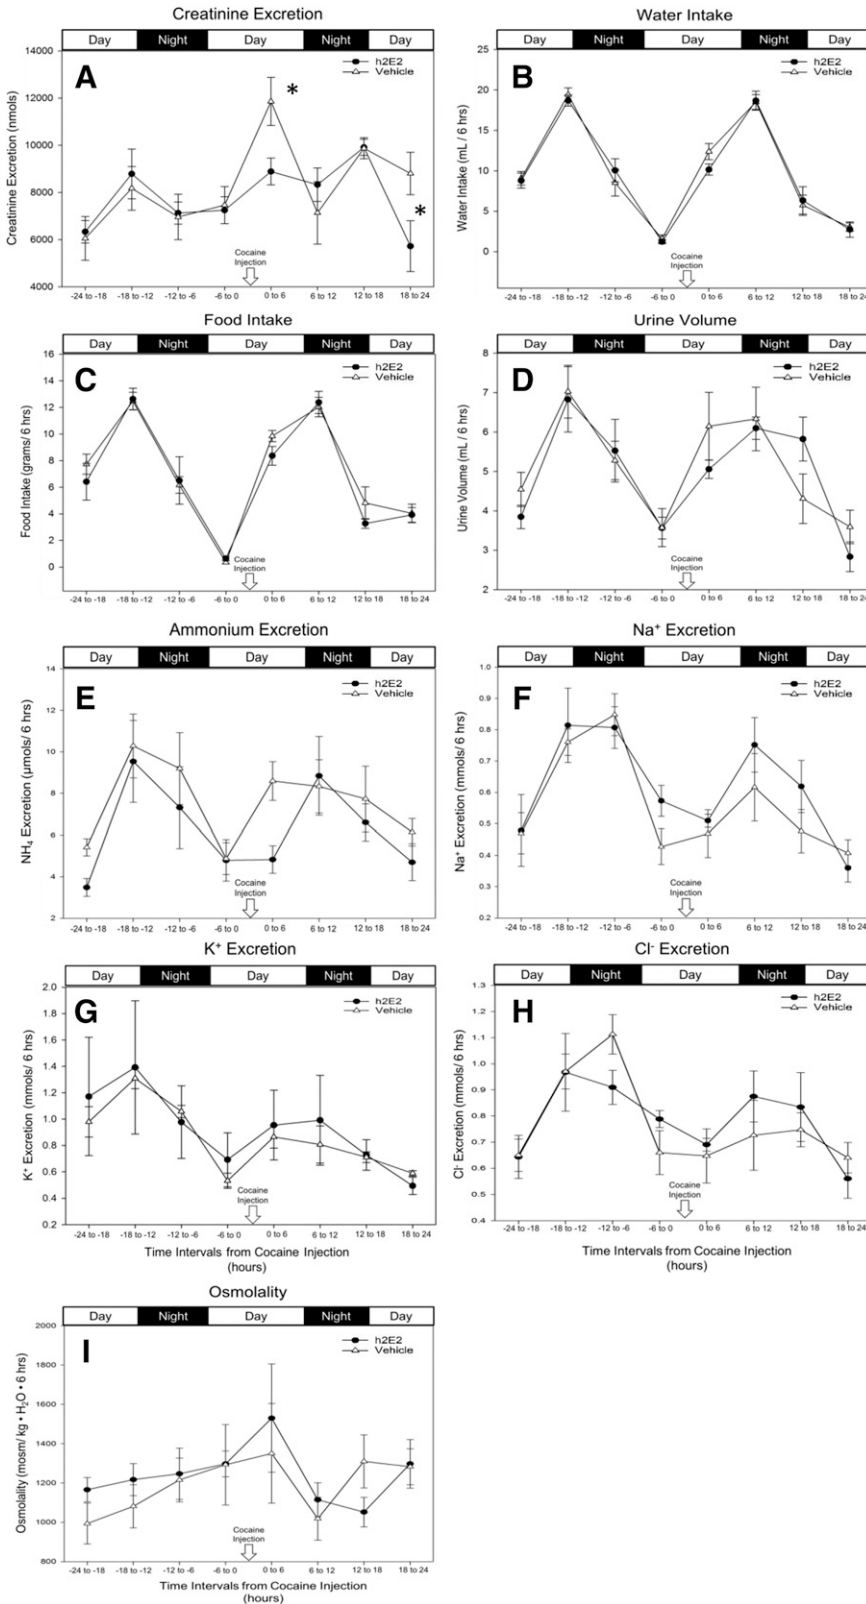 Creatinine Excretion
Day Night Day Night Day
A
h2E2
Vehicle
*
*
Creatinine Excretion (nmols)
14000
12000
10000
8000
6000
4000
Cocaine
Injection
-24 to -18 -18 to -12 -12 to -6 -6 to 0 0 to 6 6 to 12 12 to 18 18 to 24
Water Intake
Day Night Day Night Day
B
h2E2
Vehicle
Water Intake (mL / 6 hrs)
25
20
15
10
5
0
Cocaine
Injection
-24 to -18 -18 to -12 -12 to -6 -6 to 0 0 to 6 6 to 12 12 to 18 18 to 24
Food Intake
Day Night Day Night Day
C
h2E2
Vehicle
Food Intake (grams/ 6 hrs)
16
14
12
10
8
6
4
2
0
Cocaine
Injection
-24 to -18 -18 to -12 -12 to -6 -6 to 0 0 to 6 6 to 12 12 to 18 18 to 24
Urine Volume
Day Night Day Night Day
D
h2E2
Vehicle
Urine Volume (mL / 6 hrs)
8
7
6
5
4
3
2
Cocaine
Injection
-24 to -18 -18 to -12 -12 to -6 -6 to 0 0 to 6 6 to 12 12 to 18 18 to 24
Ammonium Excretion
Day Night Day Night Day
E
h2E2
Vehicle
NH₄ Excretion (µmols/ 6 hrs)
14
12
10
8
6
4
2
Cocaine
Injection
-24 to -18 -18 to -12 -12 to -6 -6 to 0 0 to 6 6 to 12 12 to 18 18 to 24
Na⁺ Excretion
Day Night Day Night Day
F
h2E2
Vehicle
Na⁺ Excretion (mmols/ 6 hrs)
1.0
0.9
0.8
0.7
0.6
0.5
0.4
0.3
0.2
Cocaine
Injection
-24 to -18 -18 to -12 -12 to -6 -6 to 0 0 to 6 6 to 12 12 to 18 18 to 24
K⁺ Excretion
Day Night Day Night Day
G
h2E2
Vehicle
K⁺ Excretion (mmols/ 6 hrs)
2.0
1.8
1.6
1.4
1.2
1.0
0.8
0.6
0.4
0.2
Cocaine
Injection
-24 to -18 -18 to -12 -12 to -6 -6 to 0 0 to 6 6 to 12 12 to 18 18 to 24
Time Intervals from Cocaine Injection
(hours)
Cl⁻ Excretion
Day Night Day Night Day
H
h2E2
Vehicle
Cl⁻ Excretion (mmols/ 6 hrs)
1.3
1.2
1.1
1.0
0.9
0.8
0.7
0.6
0.5
0.4
Cocaine
Injection
-24 to -18 -18 to -12 -12 to -6 -6 to 0 0 to 6 6 to 12 12 to 18 18 to 24
Time Intervals from Cocaine Injection
(hours)
Osmolality
Day Night Day Night Day
I
h2E2
Vehicle
Osmolality (mosm/ kg • H₂O • 6 hrs)
2000
1800
1600
1400
1200
1000
800
Cocaine
Injection
-24 to -18 -18 to -12 -12 to -6 -6 to 0 0 to 6 6 to 12 12 to 18 18 to 24
Time Intervals from Cocaine Injection
(hours)